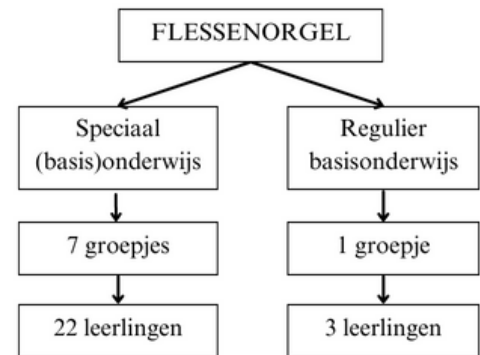 FLESSENORGEL
Speciaal
(basis)onderwijs
Regulier
basisonderwijs
7 groepjes
1 groepje
22 leerlingen
3 leerlingen